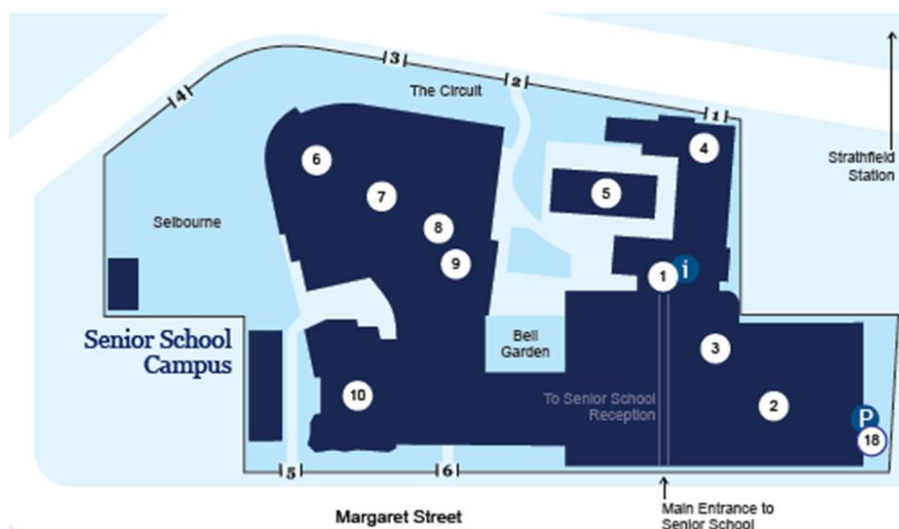 3
2
The Circuit
4
1
4
Strathfield
Station
6
5
7
Selbourne
8
9
1
i
Senior School
Campus
Bell
Garden
3
10
To Senior School
Reception
2
P
18
5
6
Margaret Street
Main Entrance to
Senior School